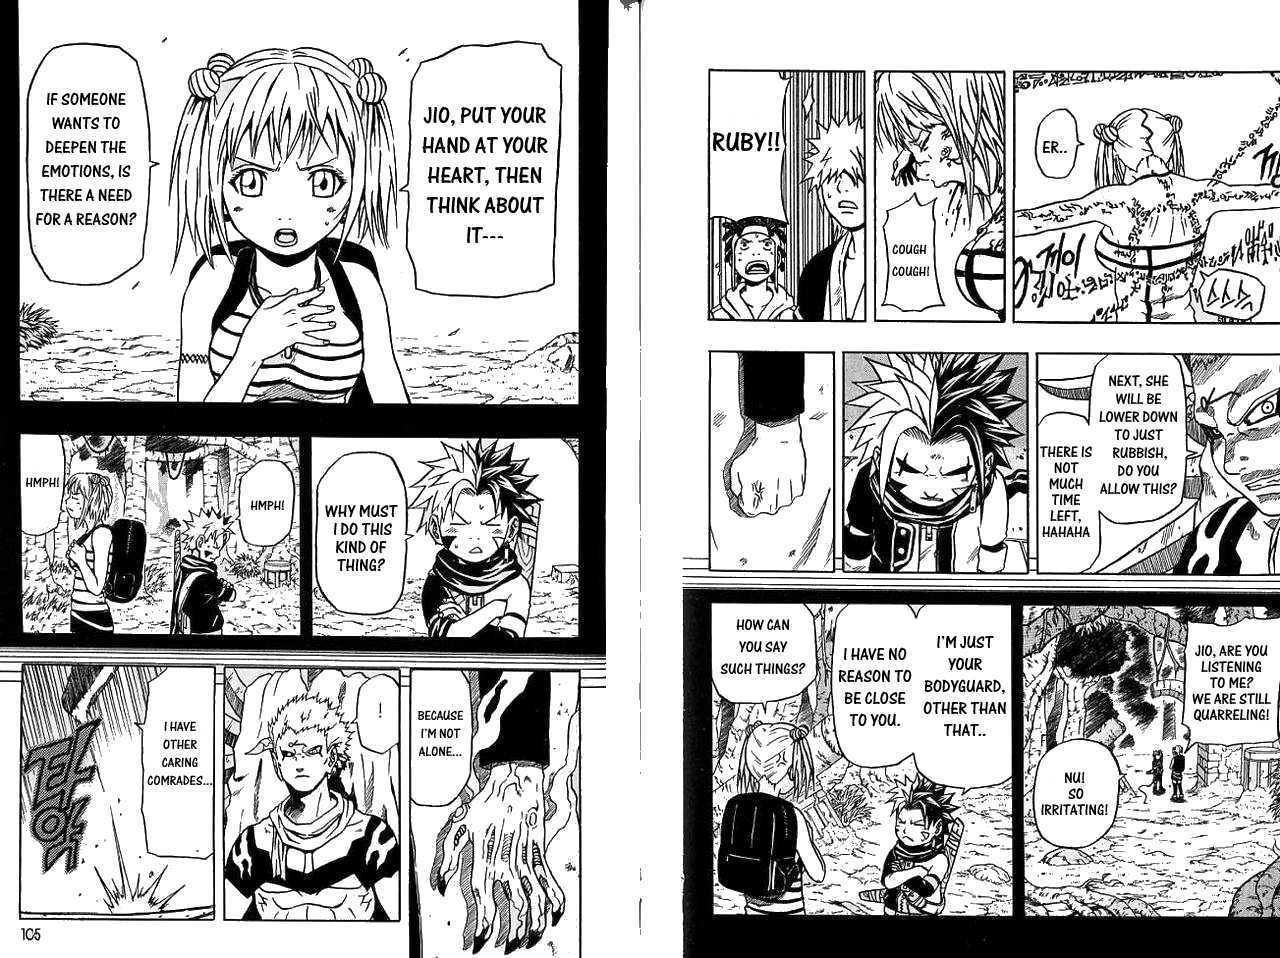 ER..
스스스
COUGH
COUGH!
RUBY!!
NEXT, SHE
WILL BE
LOWER DOWN
TO JUST
RUBBISH,
DO YOU
ALLOW THIS?
THERE IS
NOT
MUCH
TIME
LEFT,
HAHAHA
JIO, ARE YOU
LISTENING
TO ME?
WE ARE STILL
QUARRELING!
NU!
SO
IRRITATING!
I'M JUST
YOUR
BODYGUARD,
OTHER THAN
THAT..
I HAVE NO
REASON TO
BE CLOSE
TO YOU.
HOW CAN
YOU SAY
SUCH THINGS?
JIO, PUT YOUR
HAND AT YOUR
HEART, THEN
THINK ABOUT
IT---
IF SOMEONE
WANTS TO
DEEPEN THE
EMOTIONS, IS
THERE A NEED
FOR A REASON?
WHY MUST
I DO THIS
KIND OF
THING?
HMPH!
HMPH!
BECAUSE
I'M NOT
ALONE...
!
I HAVE
OTHER
CARING
COMRADES...
105